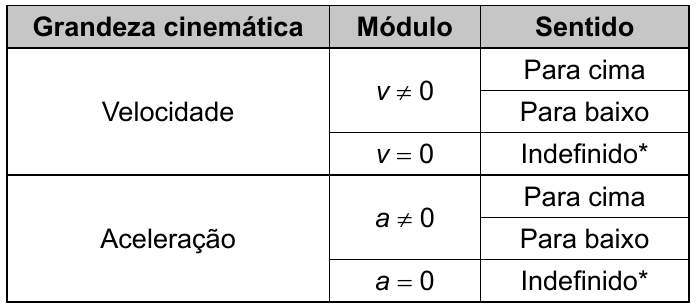 Grandeza cinemática Módulo Sentido
Velocidade v ≠ 0 Para cima
Para baixo
v = 0 Indefinido*
Aceleração a ≠ 0 Para cima
Para baixo
a = 0 Indefinido*